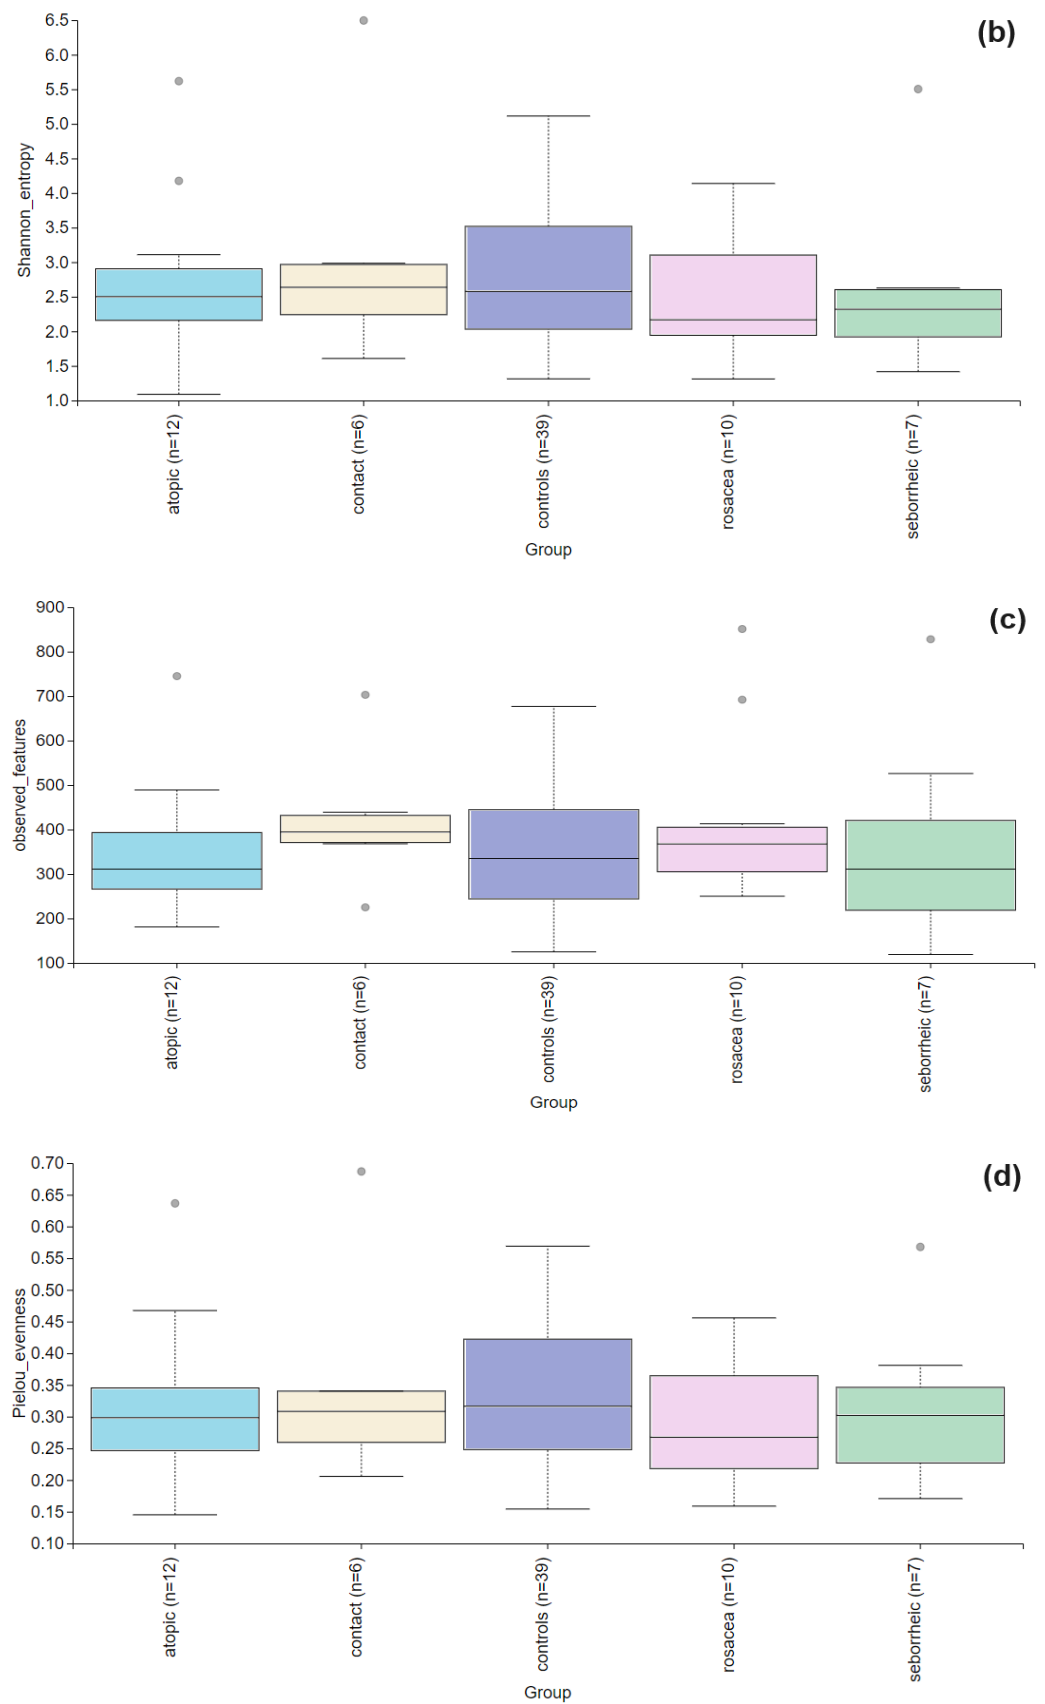 (b)
6.5
6.0
5.5
5.0
4.5
4.0
3.5
3.0
2.5
2.0
1.5
1.0
Shannon_entropy
atopic (n=12)
contact (n=6)
controls (n=39)
rosacea (n=10)
seborrheic (n=7)
Group
(c)
900
800
700
600
500
400
300
200
100
observed_features
atopic (n=12)
contact (n=6)
controls (n=39)
rosacea (n=10)
seborrheic (n=7)
Group
(d)
0.70
0.65
0.60
0.55
0.50
0.45
0.40
0.35
0.30
0.25
0.20
0.15
0.10
Pielou_evenness
atopic (n=12)
contact (n=6)
controls (n=39)
rosacea (n=10)
seborrheic (n=7)
Group